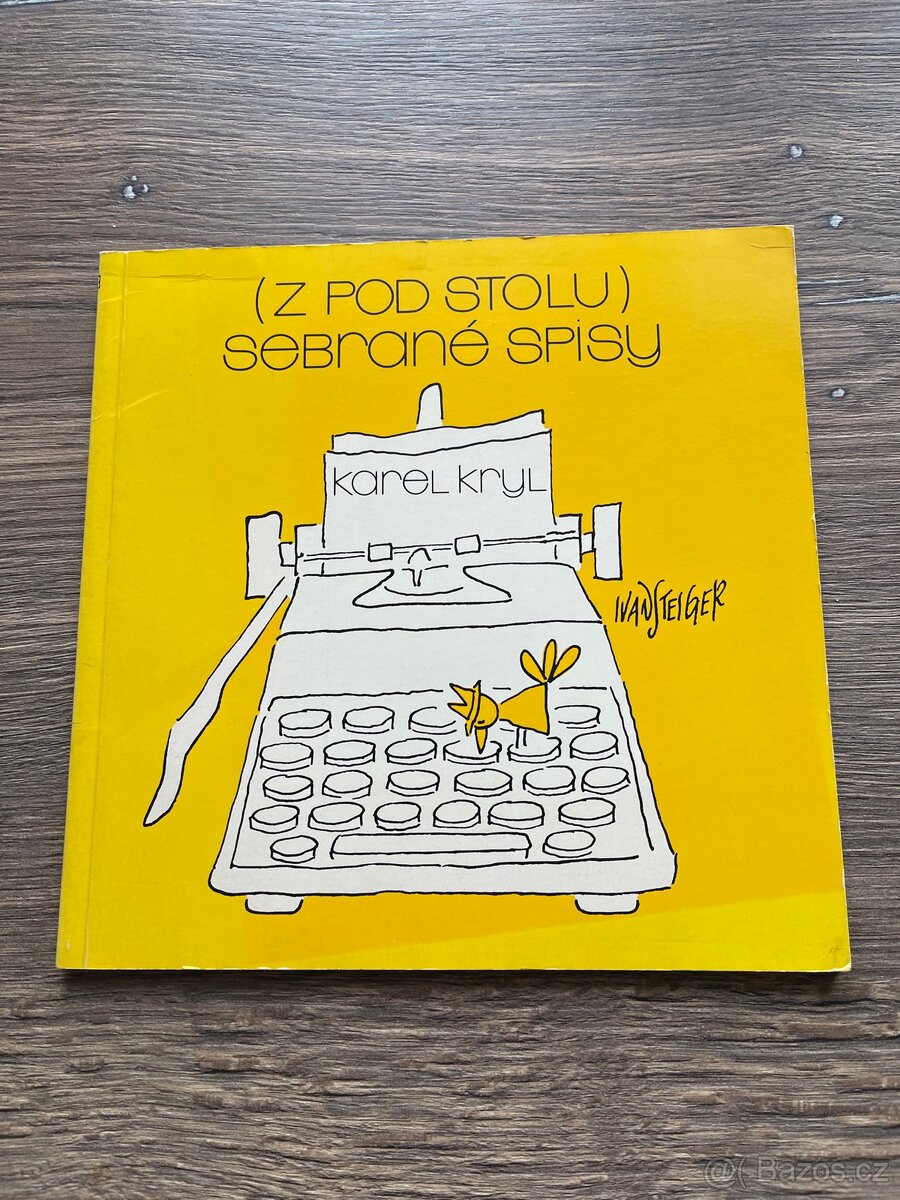 (Z POD STOLU)
SEBRANÉ SPISY
KAREL KRYL
IVAN STEIGER
@( Bazos.cz